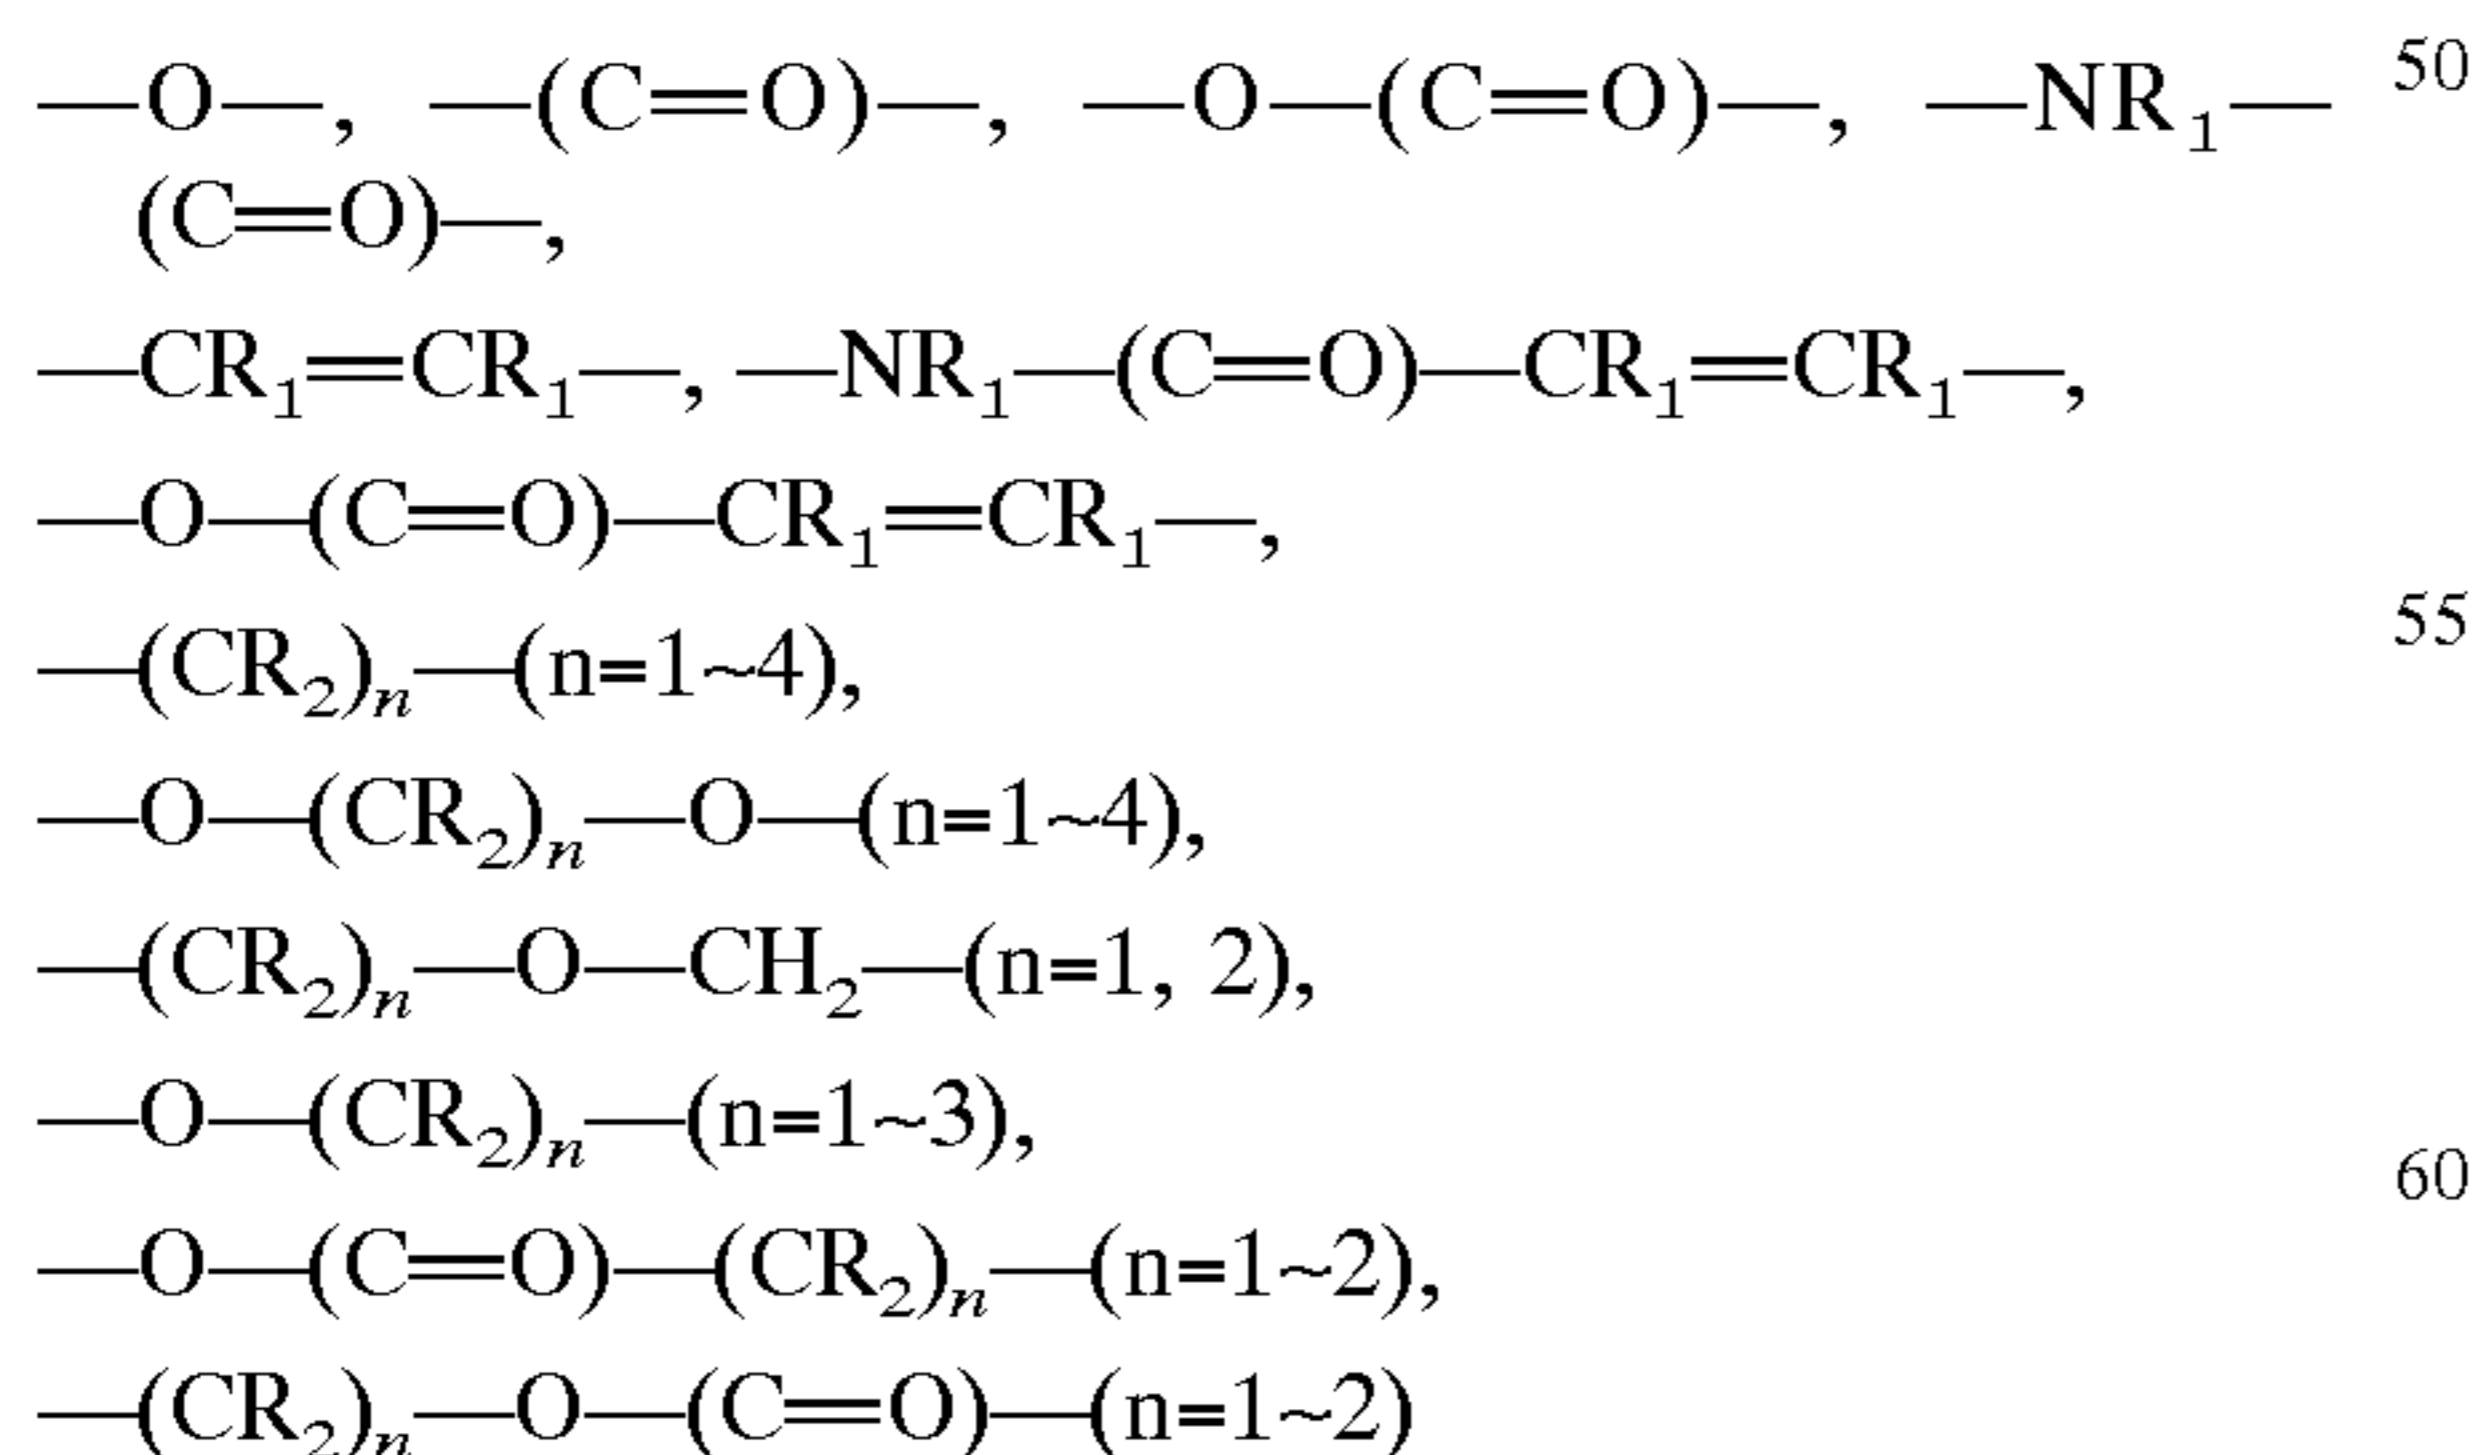 —O—, —(C=O)—, —O—(C=O)—, —NR₁— 50
(C=O)—,
—CR₁=CR₁—, —NR₁—(C=O)—CR₁=CR₁—,
—O—(C=O)—CR₁=CR₁—,
—(CR₂)ₙ—(n=1~4), 55
—O—(CR₂)ₙ—O—(n=1~4),
—(CR₂)ₙ—O—CH₂—(n=1, 2),
—O—(CR₂)ₙ—(n=1~3),
60
—O—(C=O)—(CR₂)ₙ—(n=1~2),
—(CR₂)ₙ—O—(C=O)—(n=1~2)